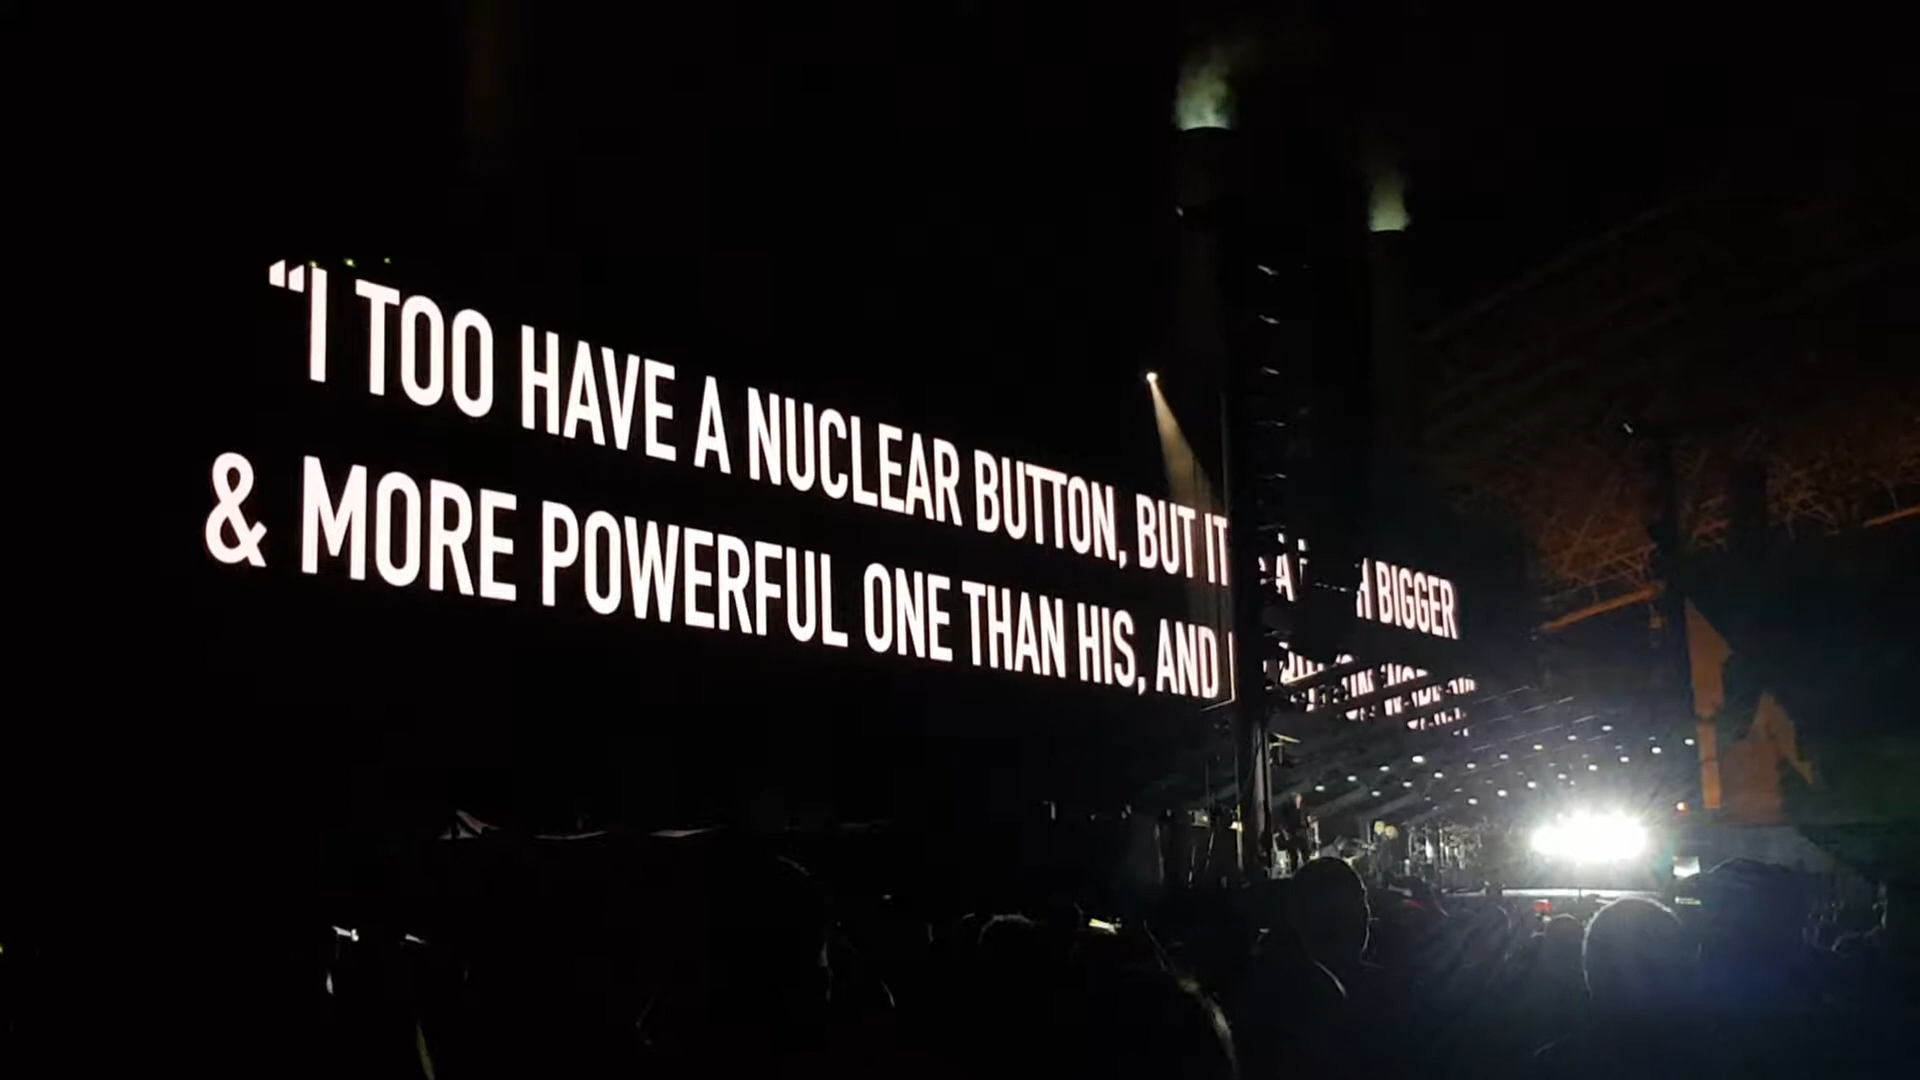 “I TOO HAVE A NUCLEAR BUTTON, BUT IT BIGGER
& MORE POWERFUL ONE THAN HIS, AND